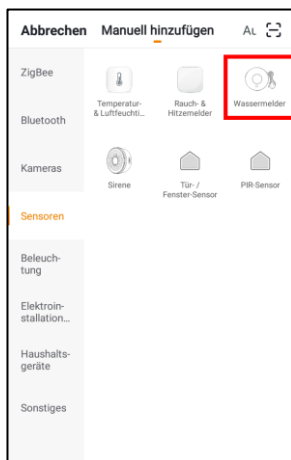 Abbrechen Manuell hinzufügen Au
ZigBee
Bluetooth
Kameras
Sensoren
Beleuch-
tung
Elektroin-
stallation...
Haushalts-
geräte
Sonstiges
Temperatur-
& Luftfeuchti...
Rauch- &
Hitzemelder
Wassermelder
Sirene
Tür- /
Fenster-Sensor
PIR-Sensor